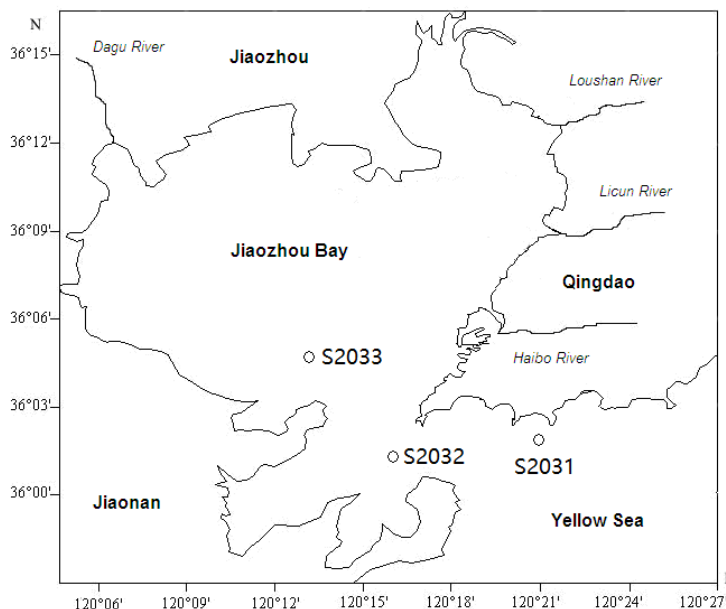 N
Dagu River
36°15'
Jiaozhou
Loushan River
36°12'
Licun River
36°09'
Jiaozhou Bay
Qingdao
36°06'
S2033
Haibo River
36°03'
S2032
S2031
36°00'
Jiaonan
Yellow Sea
120°06' 120°09' 120°12' 120°15' 120°18' 120°21' 120°24' 120°27